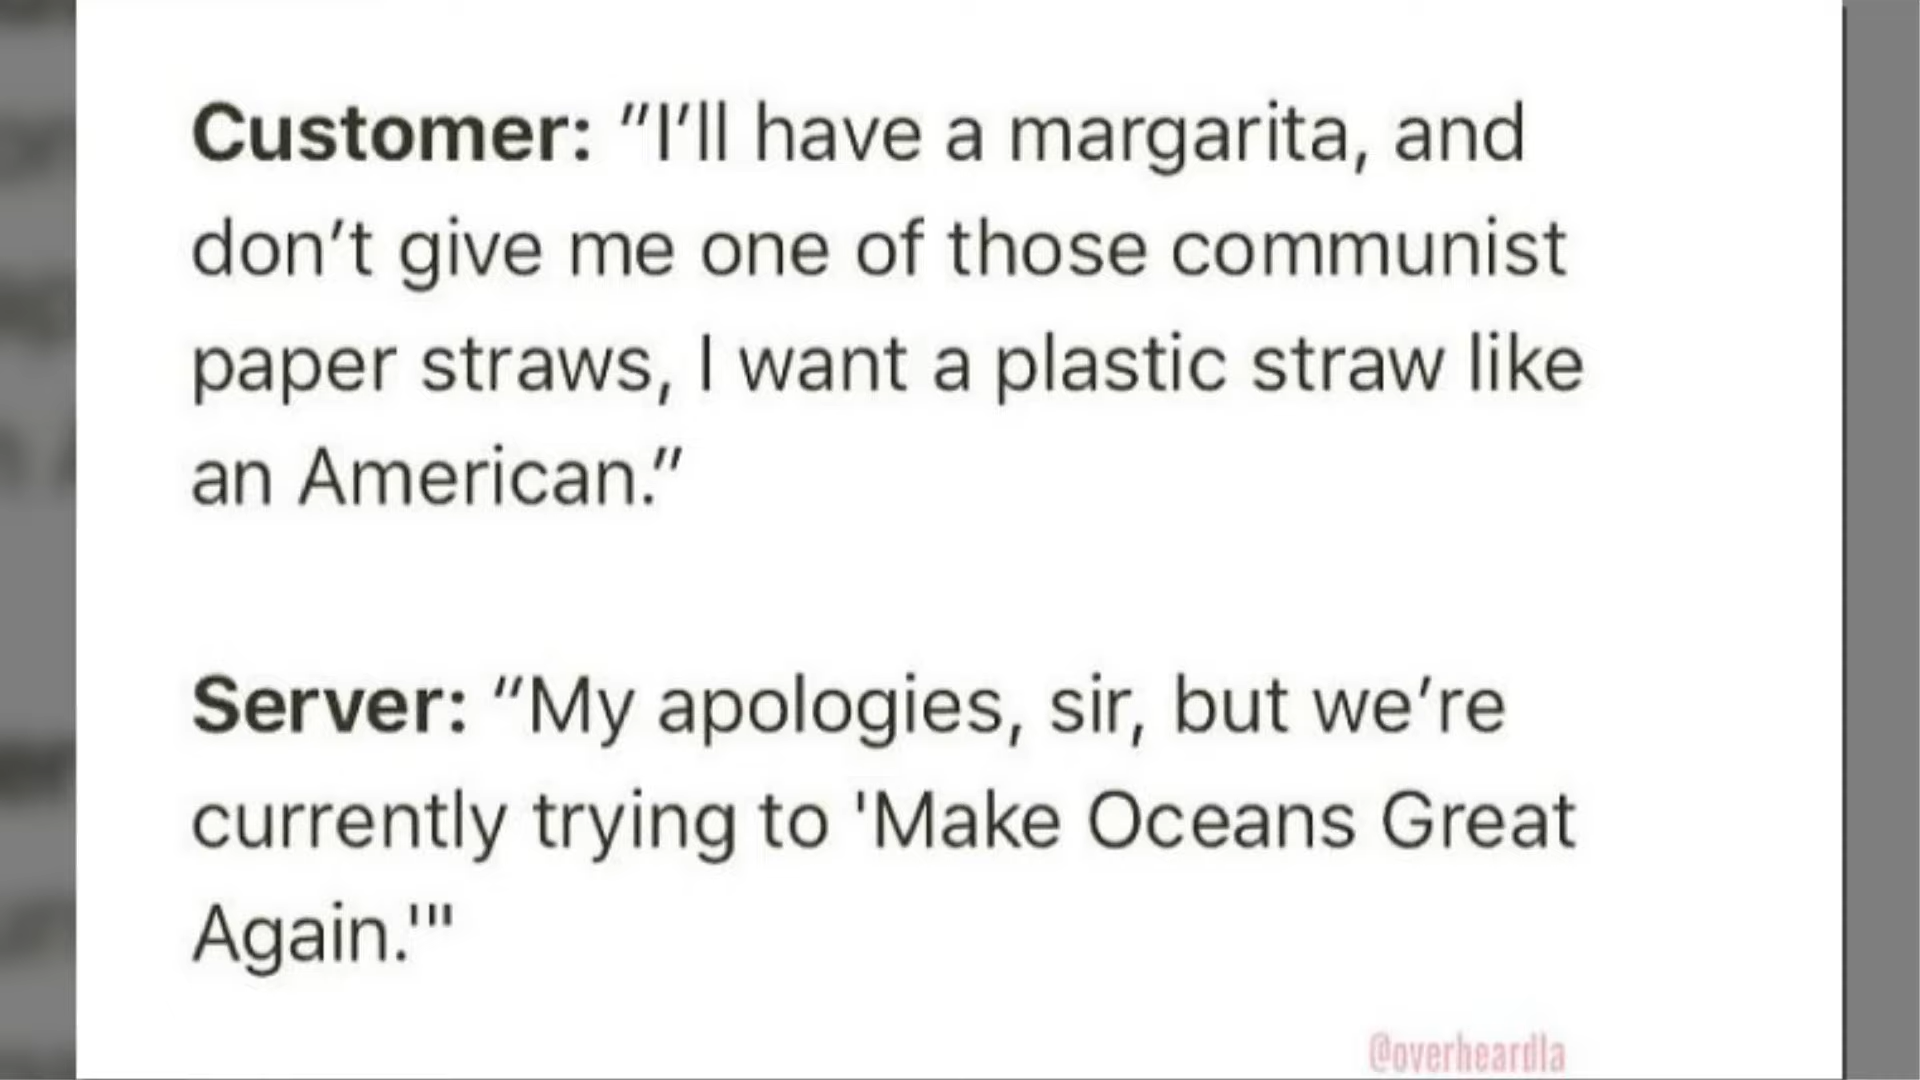 Customer: "I'll have a margarita, and
don't give me one of those communist
paper straws, I want a plastic straw like
an American."
Server: "My apologies, sir, but we're
currently trying to 'Make Oceans Great
Again.'"
@overheardla